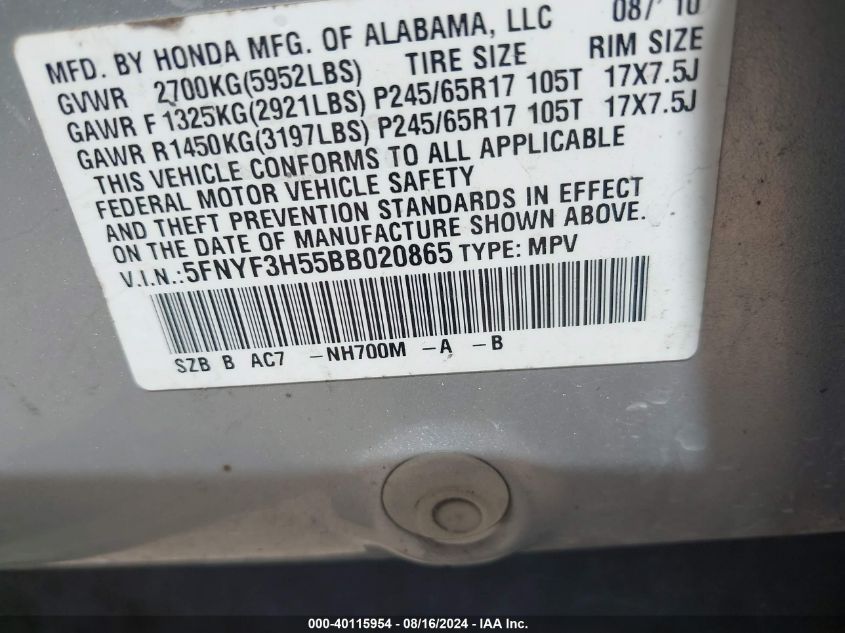 MFD. BY HONDA MFG. OF ALABAMA, LLC 08/10
GVWR 2700KG(5952LBS) TIRE SIZE RIM SIZE
GAWR F 1325KG(2921LBS) P245/65R17 105T 17X7.5J
GAWR R1450KG(3197LBS) P245/65R17 105T 17X7.5J
THIS VEHICLE CONFORMS TO ALL APPLICABLE
FEDERAL MOTOR VEHICLE SAFETY
AND THEFT PREVENTION STANDARDS IN EFFECT
ON THE DATE OF MANUFACTURE SHOWN ABOVE.
V.I.N.:5FNYF3H55BB020865 TYPE: MPV
SZB B AC7 -NH700M -A -B
000-40115954 - 08/16/2024 - IAA Inc.